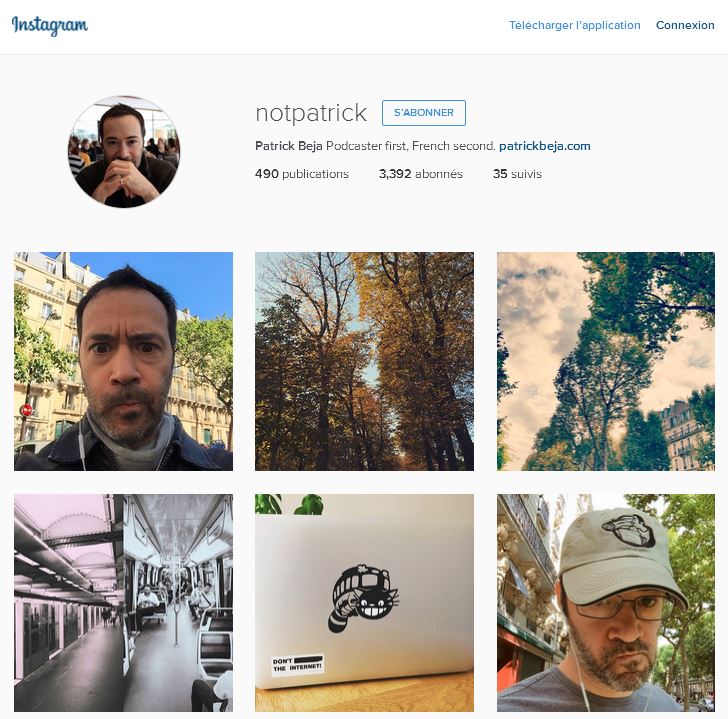 Instagram
Télécharger l'application Connexion
notpatrick S'ABONNER
Patrick Beja Podcaster first, French second. patrickbeja.com
490 publications 3,392 abonnés 35 suivis
DON'T
THE INTERNET!